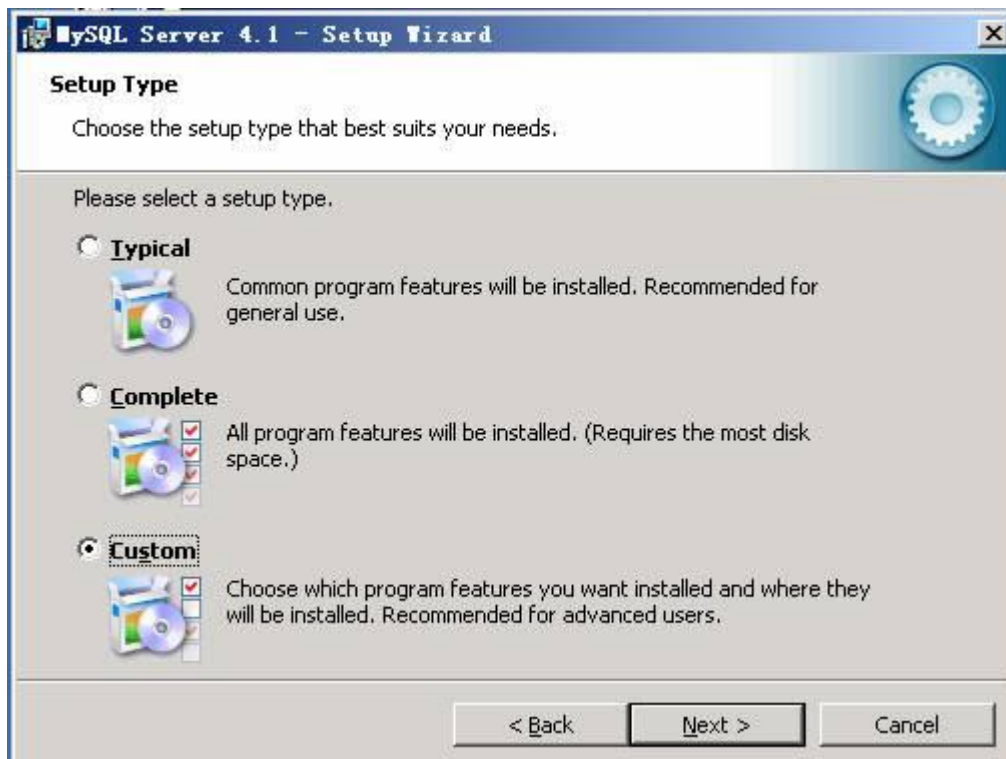 MySQL Server 4.1 - Setup Wizard
Setup Type
Choose the setup type that best suits your needs.
Please select a setup type.
Typical
Common program features will be installed. Recommended for
general use.
Complete
All program features will be installed. (Requires the most disk
space.)
Custom
Choose which program features you want installed and where they
will be installed. Recommended for advanced users.
< Back
Next >
Cancel